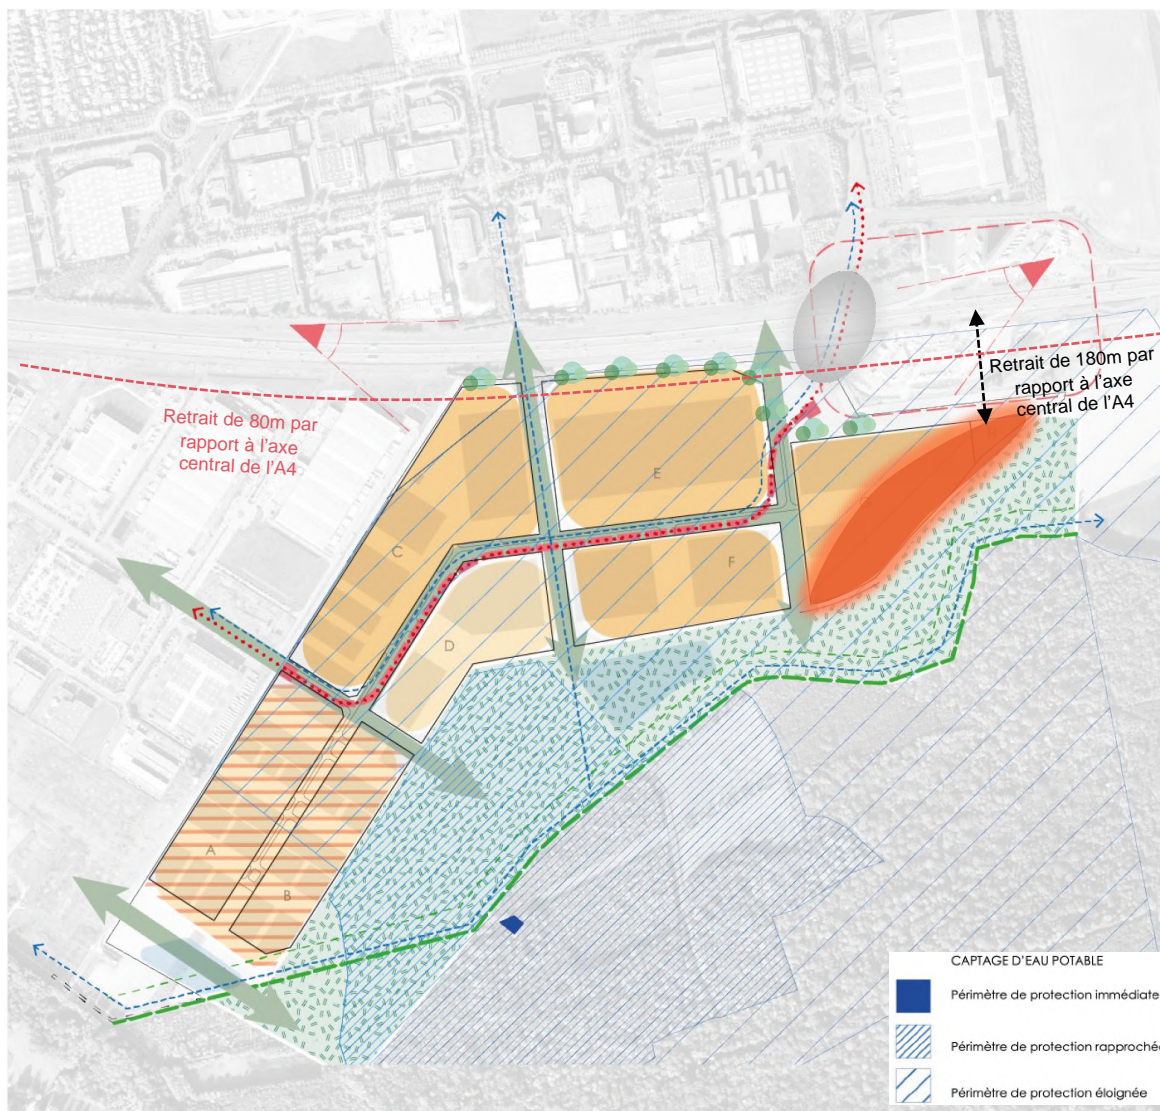 Retrait de 180m par
rapport à l'axe
central de l'A4
Retrait de 80m par
rapport à l'axe
central de l'A4
E
C
F
D
A
B
CAPTAGE D'EAU POTABLE
Périmètre de protection immédiate
Périmètre de protection rapprochée
Périmètre de protection éloignée